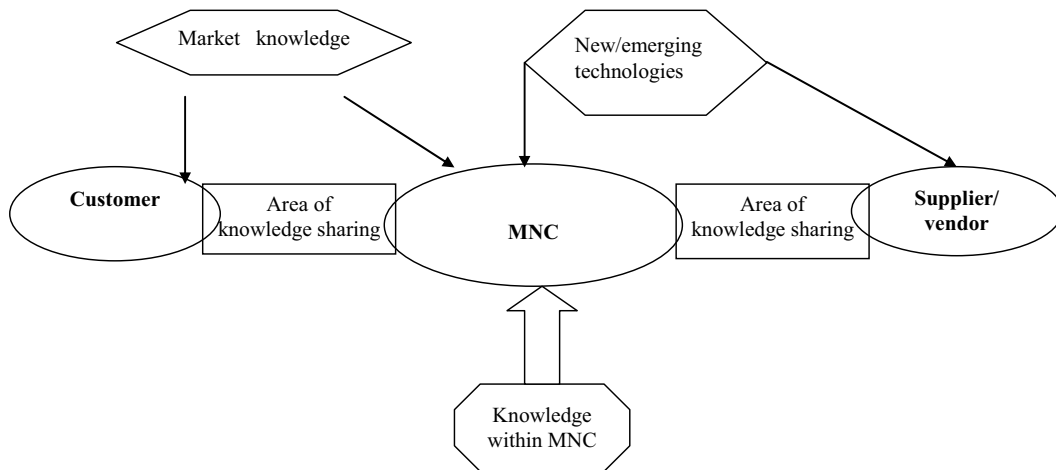 Market knowledge
New/emerging
technologies
Customer
Area of
knowledge sharing
MNC
Area of
knowledge sharing
Supplier/
vendor
Knowledge
within MNC